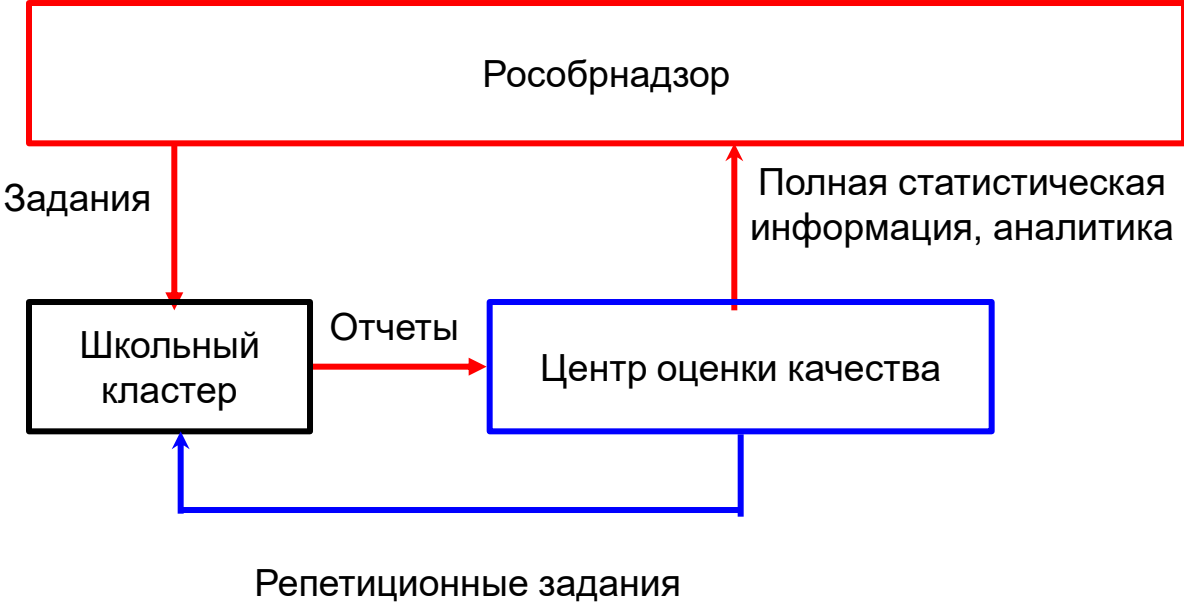 Рособрнадзор
Задания
Полная статистическая
информация, аналитика
Школьный
кластер
Отчеты
Центр оценки качества
Репетиционные задания